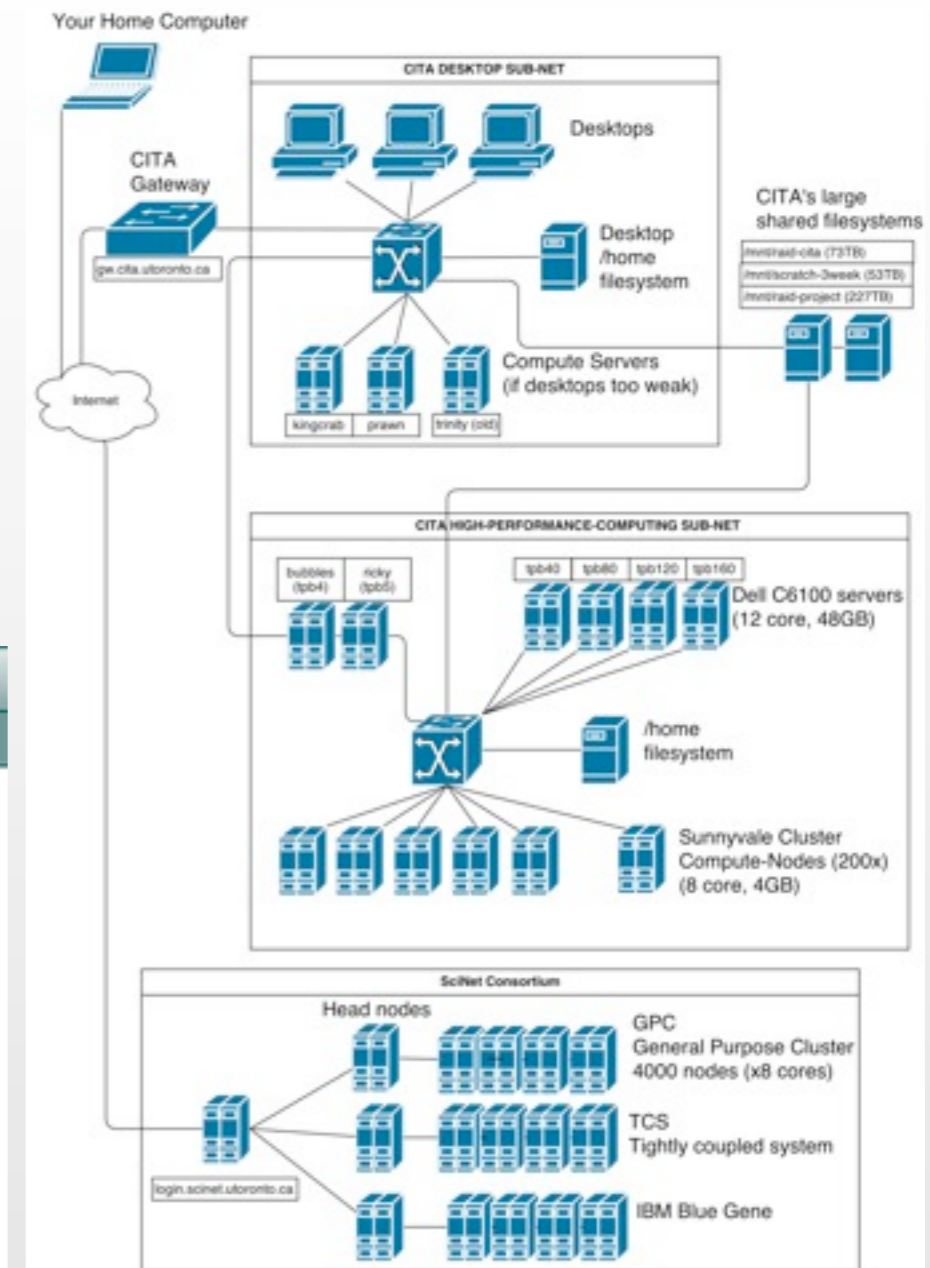 Your Home Computer
CITA DESKTOP SUB-NET
Desktops
CITA
Gateway
gw.cita.utoronto.ca
Desktop
/home
filesystem
CITA's large
shared filesystems
/mnt/raid-cita (73TB)
/mnt/scratch-3week (53TB)
/mnt/raid-project (227TB)
Compute Servers
(if desktops too weak)
kingcrab
prawn
trinity (old)
Internet
CITA HIGH-PERFORMANCE-COMPUTING SUB-NET
bubbles
(tpb4)
ricky
(tpb5)
tpb40
tpb80
tpb120
tpb160
Dell C6100 servers
(12 core, 48GB)
/home
filesystem
Sunnyvale Cluster
Compute-Nodes (200x)
(8 core, 4GB)
SciNet Consortium
Head nodes
GPC
General Purpose Cluster
4000 nodes (x8 cores)
TCS
Tightly coupled system
login.scinet.utoronto.ca
IBM Blue Gene